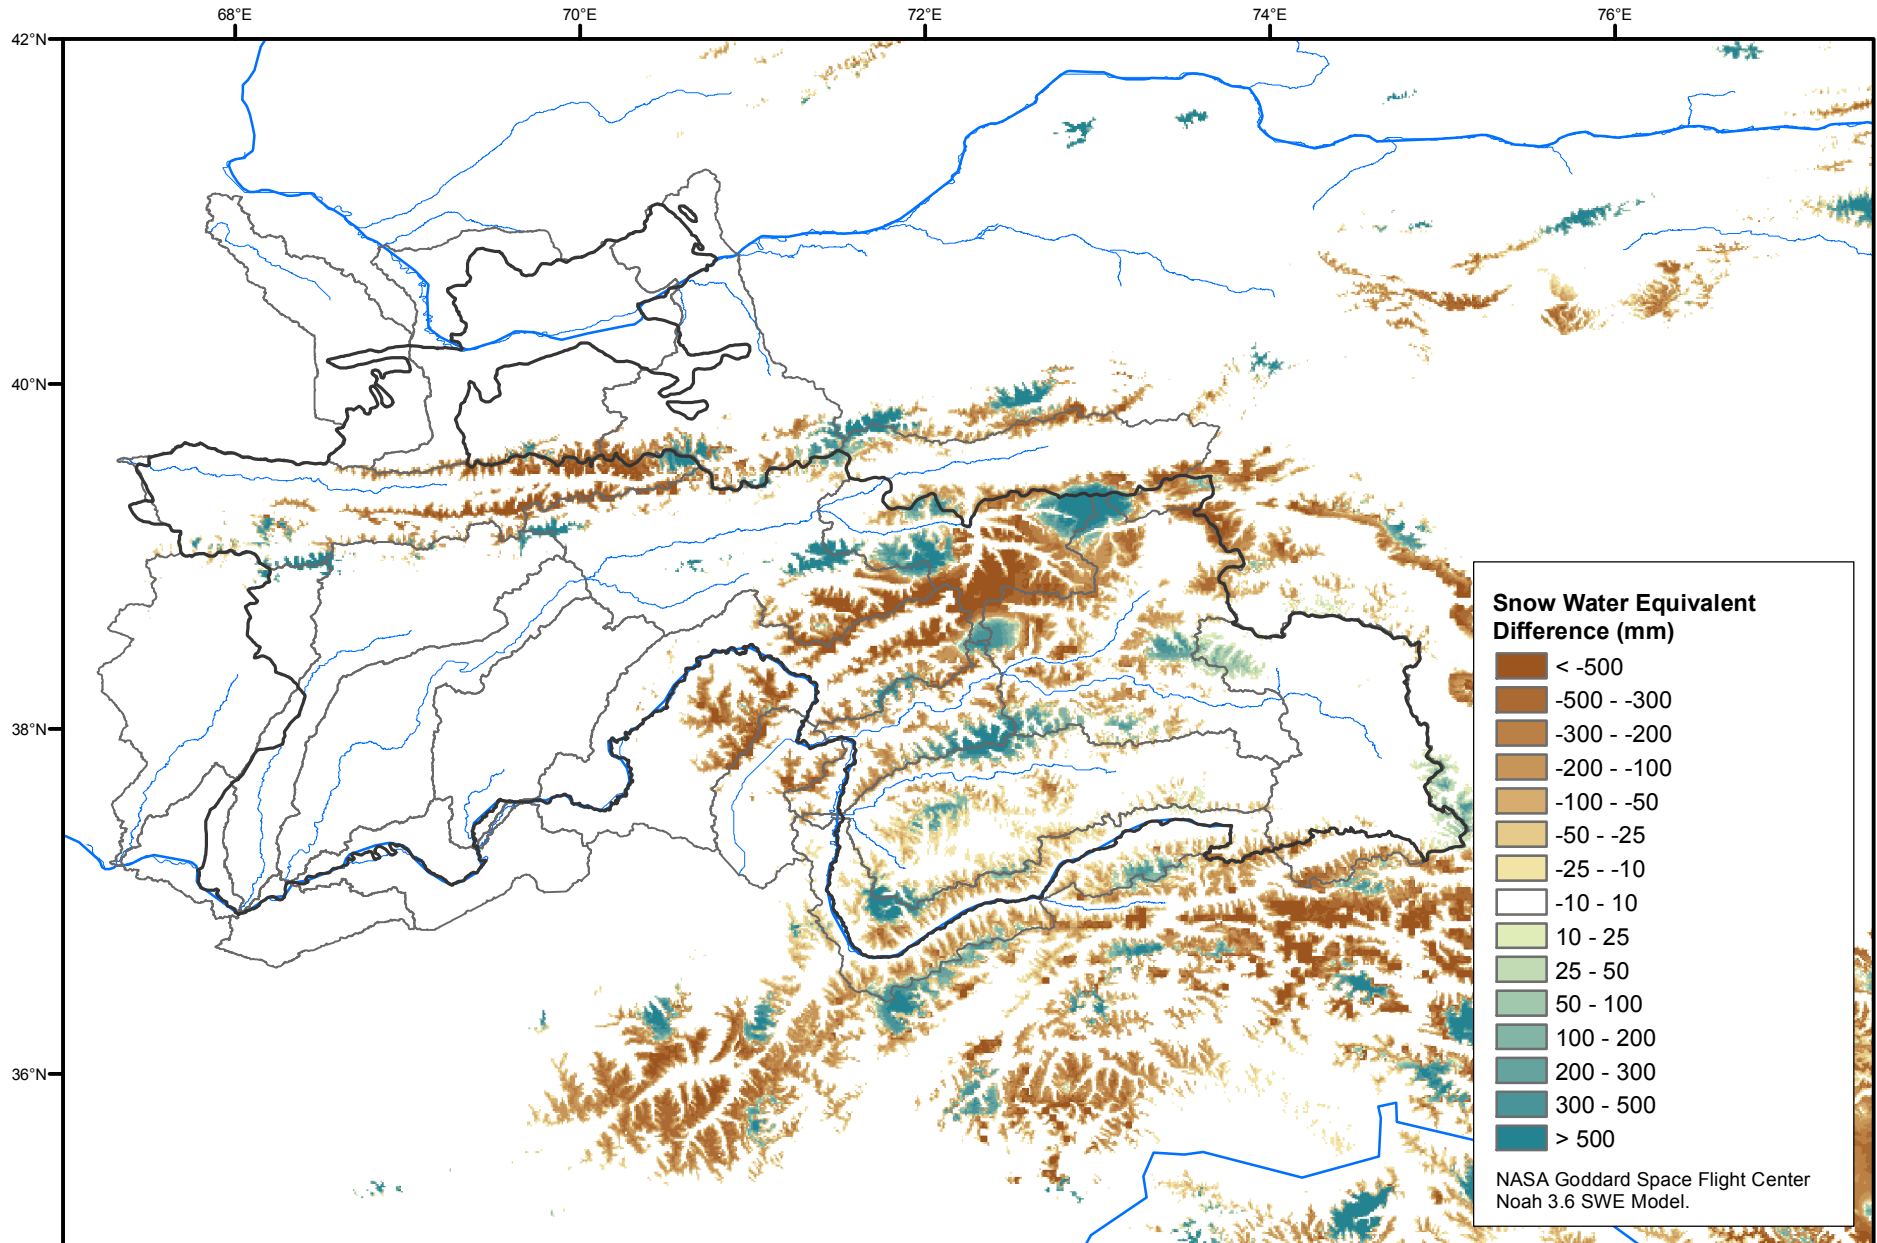 68°E
70°E
72°E
74°E
76°E
42°N
40°N
38°N
36°N
Snow Water Equivalent
Difference (mm)
< -500
-500 - -300
-300 - -200
-200 - -100
-100 - -50
-50 - -25
-25 - -10
-10 - 10
10 - 25
25 - 50
50 - 100
100 - 200
200 - 300
300 - 500
> 500
NASA Goddard Space Flight Center
Noah 3.6 SWE Model.